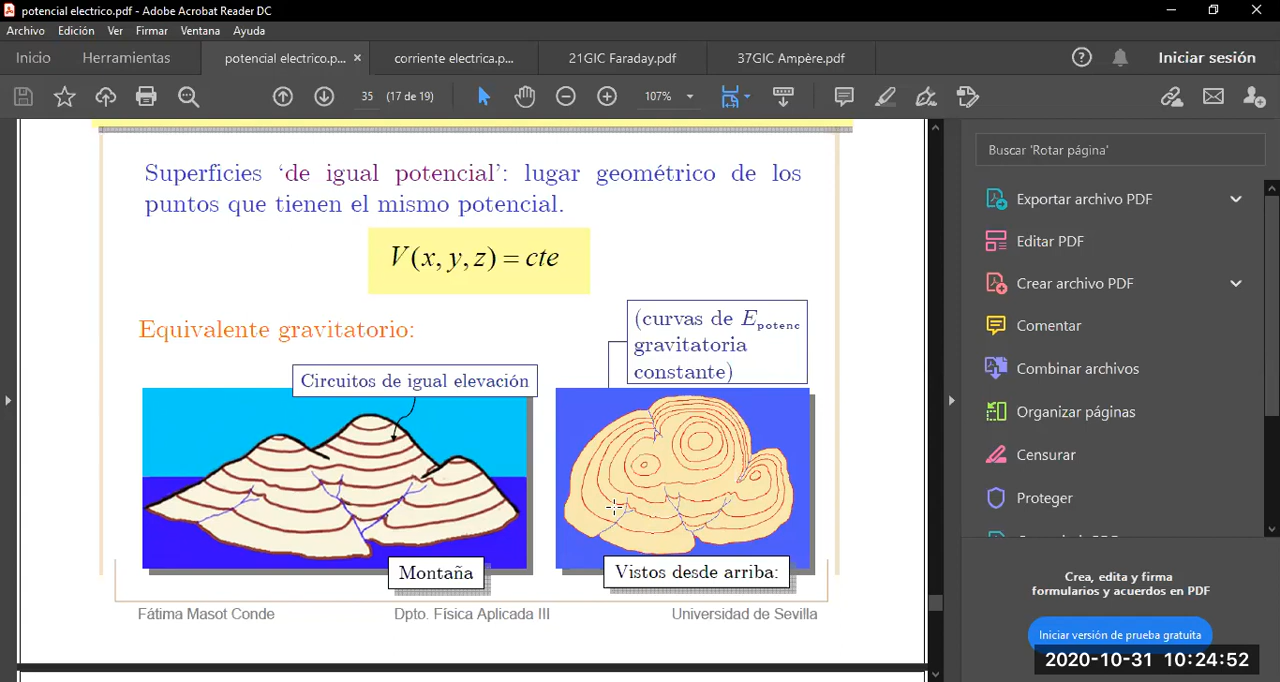 potencial electrico.pdf - Adobe Acrobat Reader DC
Archivo Edición Ver Firmar Ventana Ayuda
Inicio Herramientas potencial electrico.p... × corriente electrica.p... 21GIC Faraday.pdf 37GIC Ampère.pdf Iniciar sesión
35 (17 de 19) 107%
Superficies ‘de igual potencial’: lugar geométrico de los
puntos que tienen el mismo potencial.
V(x, y, z) = cte
Equivalente gravitatorio:
(curvas de E potenc
gravitatoria
constante)
Circuitos de igual elevación
Montaña
Vistos desde arriba:
Fátima Masot Conde Dpto. Física Aplicada III Universidad de Sevilla
Buscar 'Rotar página'
Exportar archivo PDF
Editar PDF
Crear archivo PDF
Comentar
Combinar archivos
Organizar páginas
Censurar
Proteger
Crea, edita y firma
formularios y acuerdos en PDF
Iniciar versión de prueba gratuita
2020-10-31 10:24:52